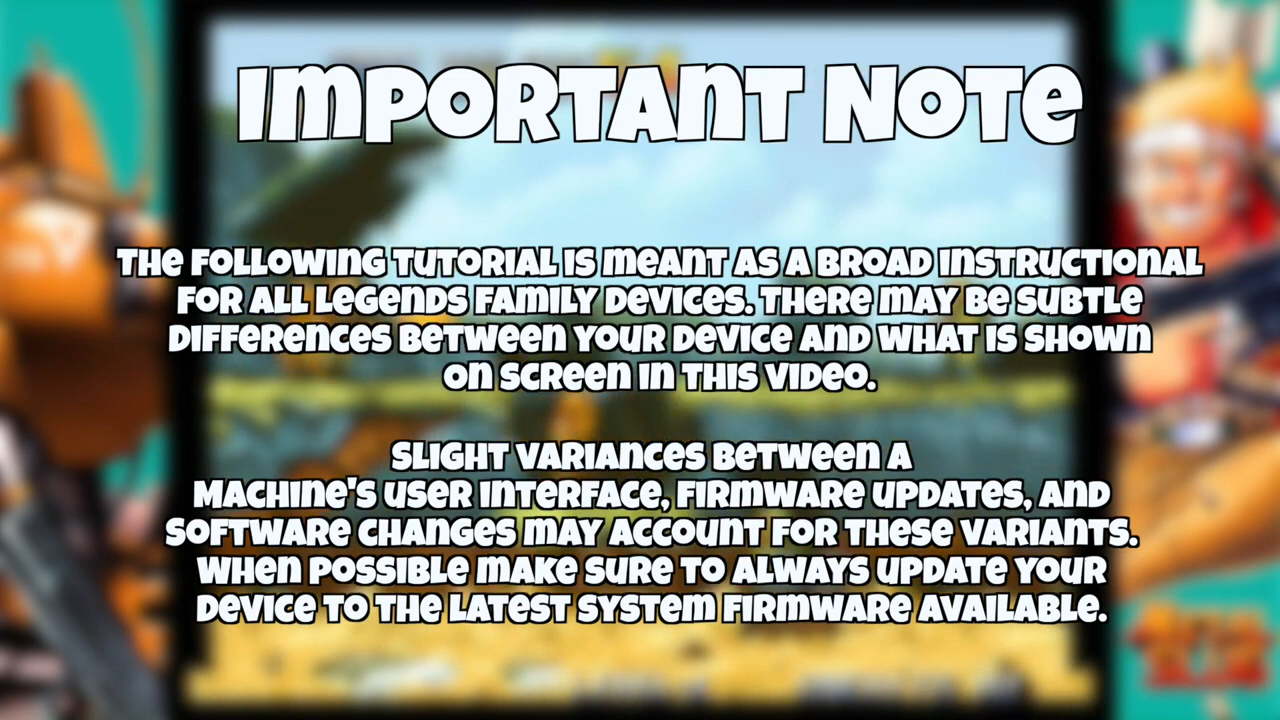 IMPORTANT NOTE
THE FOLLOWING TUTORIAL IS MEANT AS A BROAD INSTRUCTIONAL
FOR ALL LEGENDS FAMILY DEVICES. THERE MAY BE SUBTLE
DIFFERENCES BETWEEN YOUR DEVICE AND WHAT IS SHOWN
ON SCREEN IN THIS VIDEO.
SLIGHT VARIANCES BETWEEN A
MACHINE'S USER INTERFACE, FIRMWARE UPDATES, AND
SOFTWARE CHANGES MAY ACCOUNT FOR THESE VARIANTS.
WHEN POSSIBLE MAKE SURE TO ALWAYS UPDATE YOUR
DEVICE TO THE LATEST SYSTEM FIRMWARE AVAILABLE.